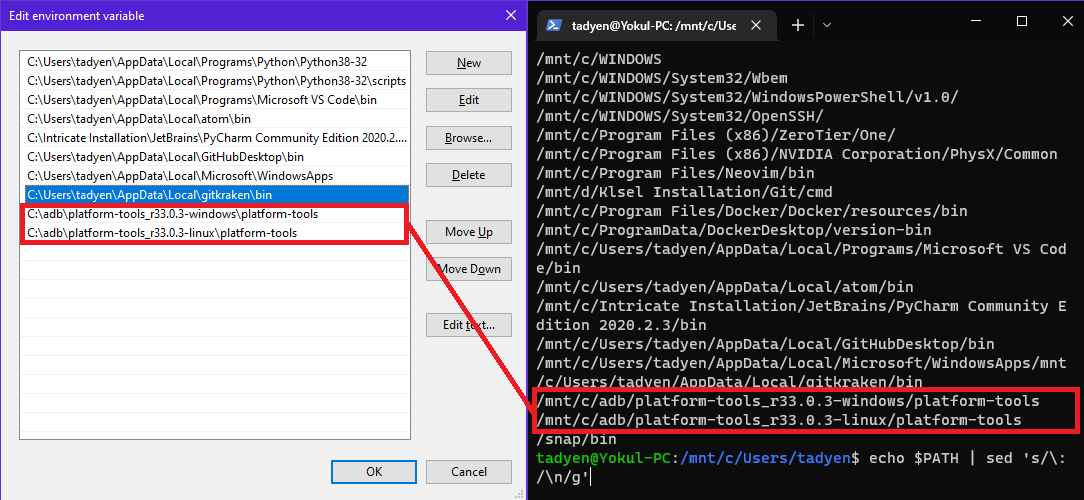 Edit environment variable
C:\Users\tadyen\AppData\Local\Programs\Python\Python38-32
C:\Users\tadyen\AppData\Local\Programs\Python\Python38-32\scripts
C:\Users\tadyen\AppData\Local\Programs\Microsoft VS Code\bin
C:\Users\tadyen\AppData\Local\atom\bin
C:\Intricate Installation\JetBrains\PyCharm Community Edition 2020.2....
C:\Users\tadyen\AppData\Local\GitHubDesktop\bin
C:\Users\tadyen\AppData\Local\Microsoft\WindowsApps
C:\Users\tadyen\AppData\Local\gitkraken\bin
C:\adb\platform-tools_r33.0.3-windows\platform-tools
C:\adb\platform-tools_r33.0.3-linux\platform-tools
New
Edit
Browse...
Delete
Move Up
Move Down
Edit text...
OK
Cancel
tadyen@Yokul-PC: /mnt/c/Use
/mnt/c/WINDOWS
/mnt/c/WINDOWS/System32/Wbem
/mnt/c/WINDOWS/System32/WindowsPowerShell/v1.0/
/mnt/c/WINDOWS/System32/OpenSSH/
/mnt/c/Program Files (x86)/ZeroTier/One/
/mnt/c/Program Files (x86)/NVIDIA Corporation/PhysX/Common
/mnt/c/Program Files/Neovim/bin
/mnt/d/Klsel Installation/Git/cmd
/mnt/c/Program Files/Docker/Docker/resources/bin
/mnt/c/ProgramData/DockerDesktop/version-bin
/mnt/c/Users/tadyen/AppData/Local/Programs/Microsoft VS Cod
e/bin
/mnt/c/Users/tadyen/AppData/Local/atom/bin
/mnt/c/Intricate Installation/JetBrains/PyCharm Community E
dition 2020.2.3/bin
/mnt/c/Users/tadyen/AppData/Local/GitHubDesktop/bin
/mnt/c/Users/tadyen/AppData/Local/Microsoft/WindowsApps/mnt
/c/Users/tadyen/AppData/Local/gitkraken/bin
/mnt/c/adb/platform-tools_r33.0.3-windows/platform-tools
/mnt/c/adb/platform-tools_r33.0.3-linux/platform-tools
/snap/bin
tadyen@Yokul-PC:/mnt/c/Users/tadyen$ echo $PATH | sed 's/\:
/\n/g'